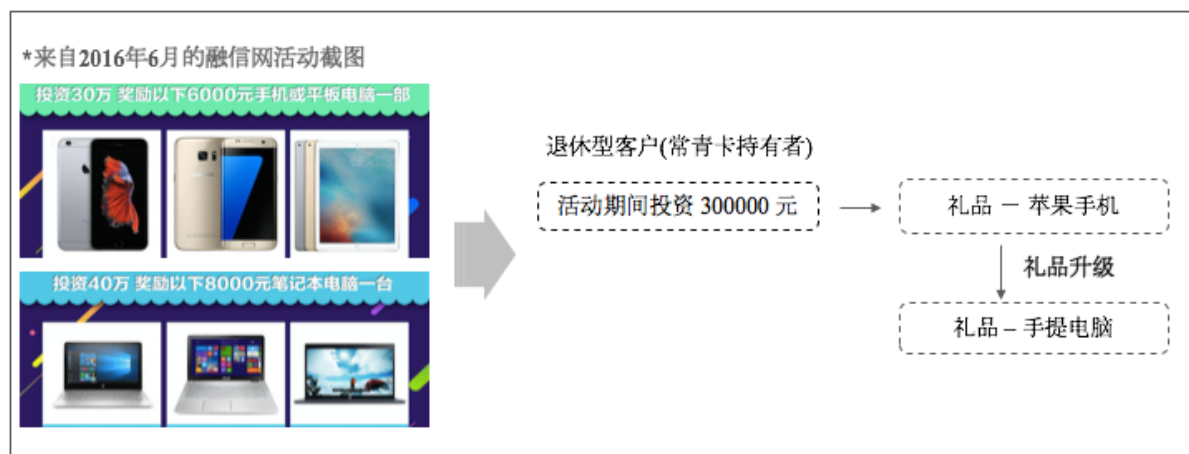 *来自2016年6月的融信网活动截图
投资30万 奖励以下6000元手机或平板电脑一部
投资40万 奖励以下8000元笔记本电脑一台
退休型客户(常青卡持有者)
活动期间投资 300000 元
礼品 － 苹果手机
礼品升级
礼品 – 手提电脑